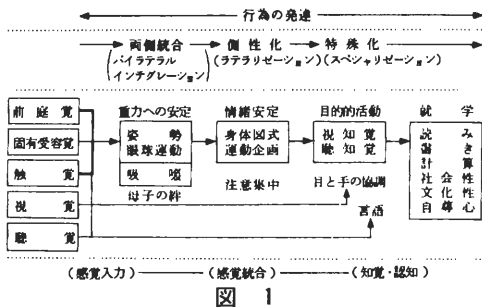 行為の発達
両側統合 側性化 特殊化
(バイラテラル インテグレーション) (ラテラリゼーション) (スペシャリゼーション)
前庭覚
固有受容覚
触覚
視覚
聴覚
重力への安定
姿勢
眼球運動
吸啜
母子の絆
情緒安定
身体図式
運動企画
注意集中
目的的活動
視知覚
聴知覚
目と手の協調
言語
就学
読み
書き
計算
社会性
文化性
自尊心
(感覚入力) (感覚統合) (知覚・認知)
図 1